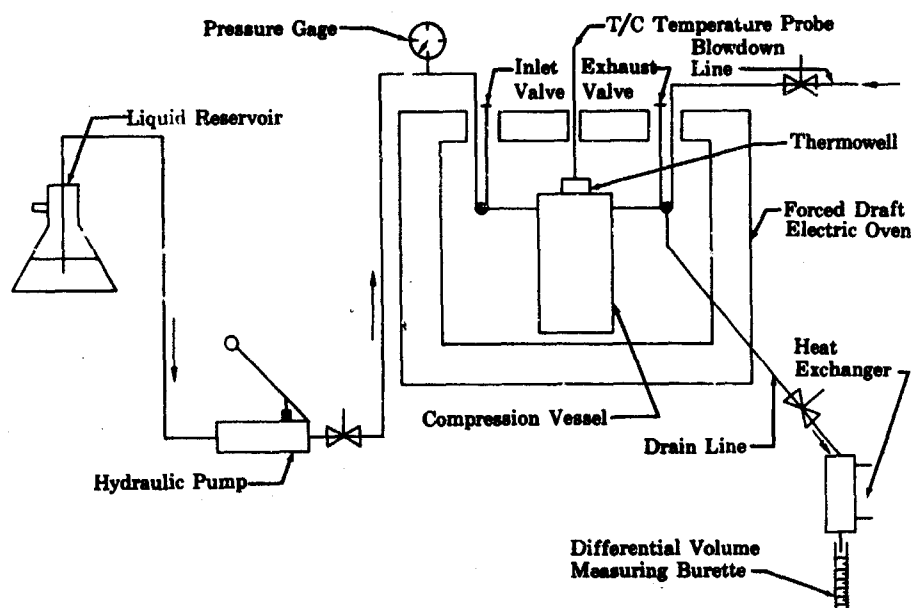 T/C Temperature Probe
Pressure Gage
Blowdown
Line
Inlet
Valve
Exhaust
Valve
Liquid Reservoir
Thermowell
Forced Draft
Electric Oven
Heat
Exchanger
Compression Vessel
Drain Line
Hydraulic Pump
Differential Volume
Measuring Burette